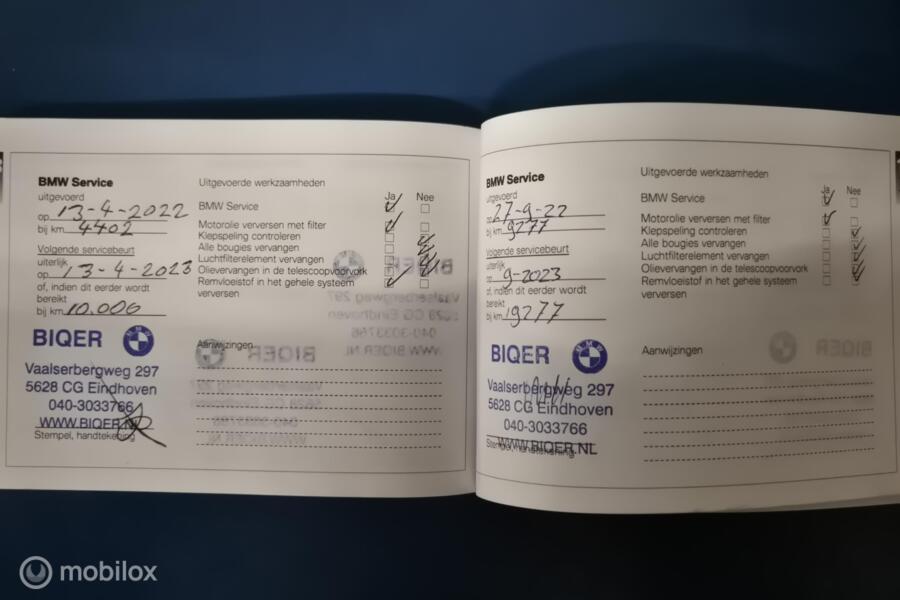 BMW Service
uitgevoerd
op 13-4-2022
bij km. 4402
Volgende servicebeurt
uiterlijk
op 13-4-2023
of, indien dit eerder wordt
bereikt
bij km. 10.000
BIQER
Vaalserbergweg 297
5628 CG Eindhoven
040-3033766
WWW.BIQER.NL
Stempel, handtekening
Uitgevoerde werkzaamheden
Ja Nee
BMW Service
Motorolie verversen met filter
Klepspeling controleren
Alle bougies vervangen
Luchtfilterelement vervangen
Olievervangen in de telescoopvoorvork
Remvloeistof in het gehele systeem
verversen
Aanwijzingen
BMW Service
uitgevoerd
op 27-9-22
bij km. 9277
Volgende servicebeurt
uiterlijk
op 9-2023
of, indien dit eerder wordt
bereikt
bij km. 19277
BIQER
Vaalserbergweg 297
5628 CG Eindhoven
040-3033766
WWW.BIQER.NL
Stempel, handtekening
Uitgevoerde werkzaamheden
Ja Nee
BMW Service
Motorolie verversen met filter
Klepspeling controleren
Alle bougies vervangen
Luchtfilterelement vervangen
Olievervangen in de telescoopvoorvork
Remvloeistof in het gehele systeem
verversen
Aanwijzingen
mobilox